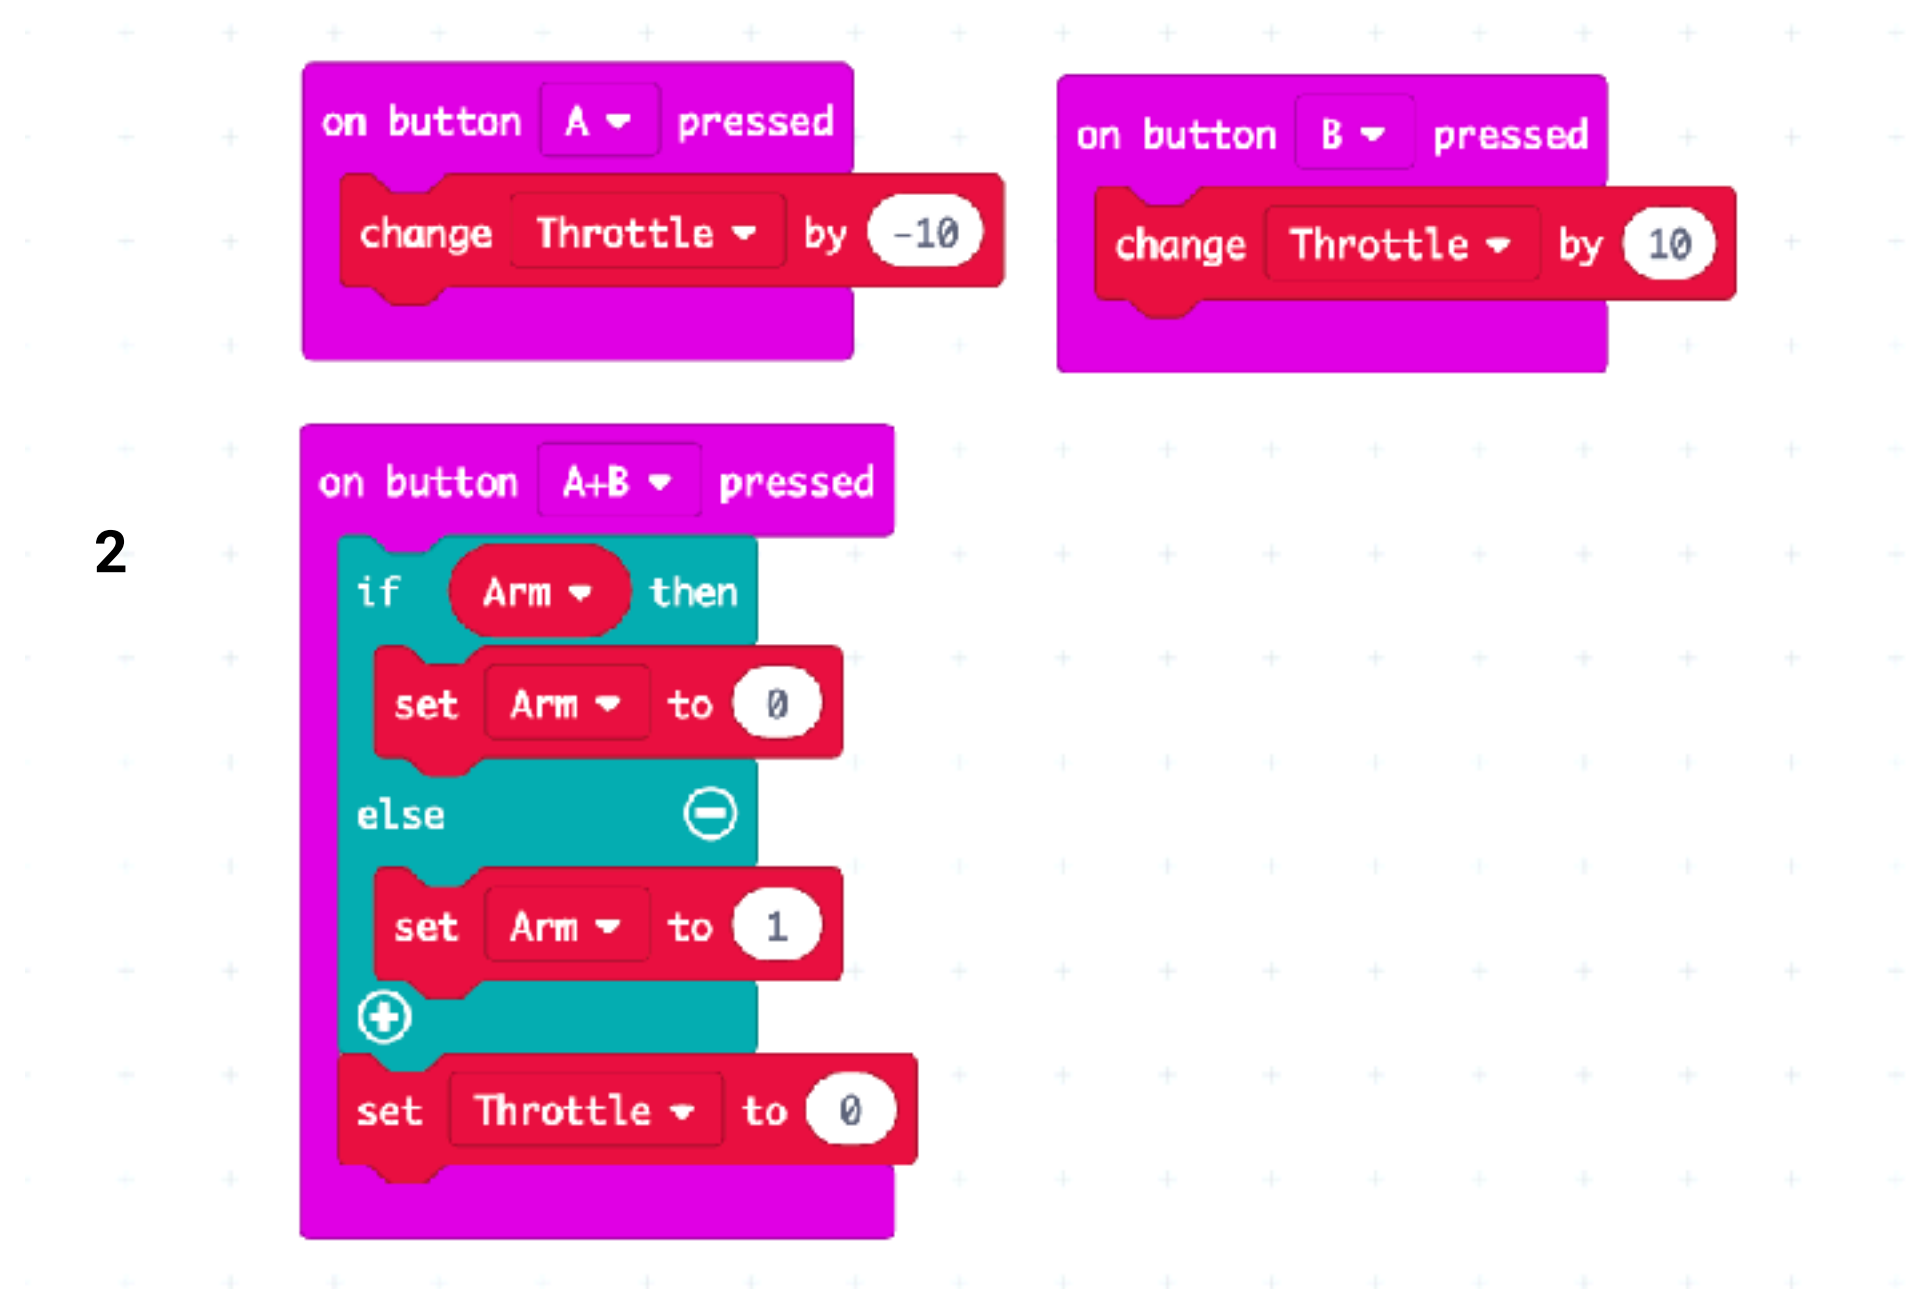 on button A pressed
change Throttle by -10
on button B pressed
change Throttle by 10
2
on button A+B pressed
if Arm then
set Arm to 0
else
set Arm to 1
set Throttle to 0